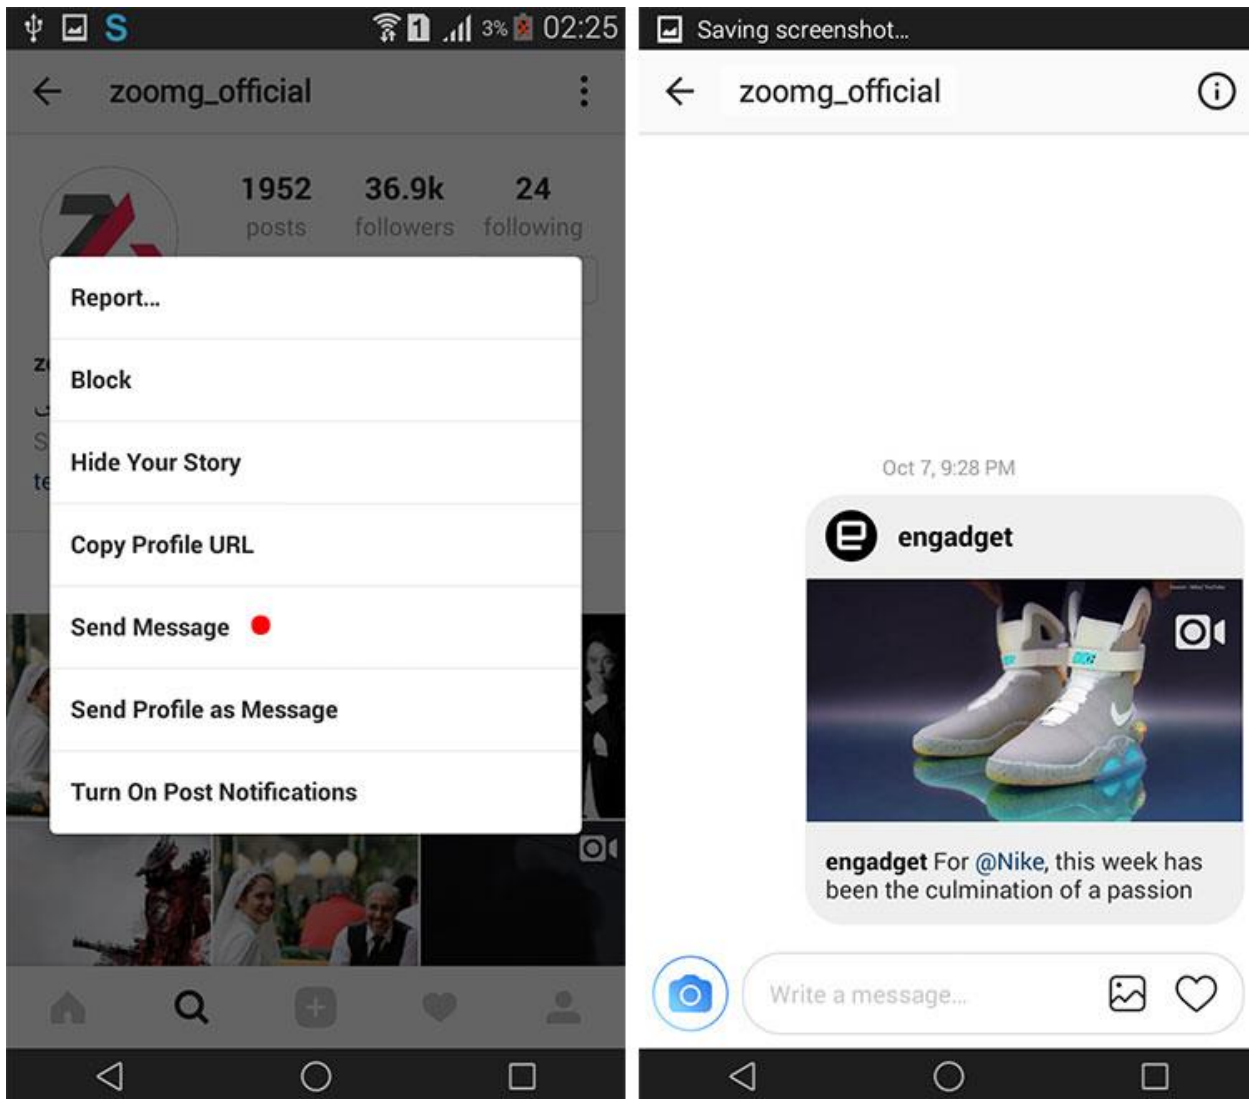 S
1
3%
02:25
zoomg_official
1952
36.9k
24
posts
followers
following
Report...
Block
Hide Your Story
Copy Profile URL
Send Message
Send Profile as Message
Turn On Post Notifications
Saving screenshot...
zoomg_official
Oct 7, 9:28 PM
engadget
NIKE
engadget For @Nike, this week has
been the culmination of a passion
Write a message...